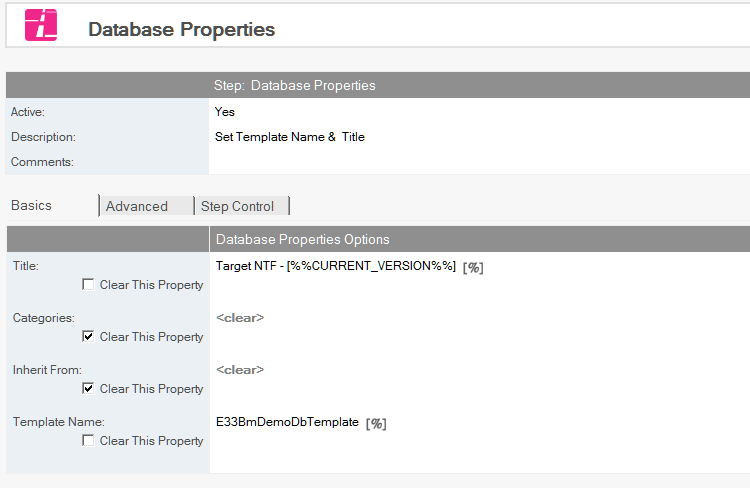 Database Properties
Step: Database Properties
Active: Yes
Description: Set Template Name & Title
Comments:
Basics Advanced Step Control
Database Properties Options
Title: Target NTF - [%%CURRENT_VERSION%%] [%]
Clear This Property
Categories: <clear>
Clear This Property
Inherit From: <clear>
Clear This Property
Template Name: E33BmDemoDbTemplate [%]
Clear This Property